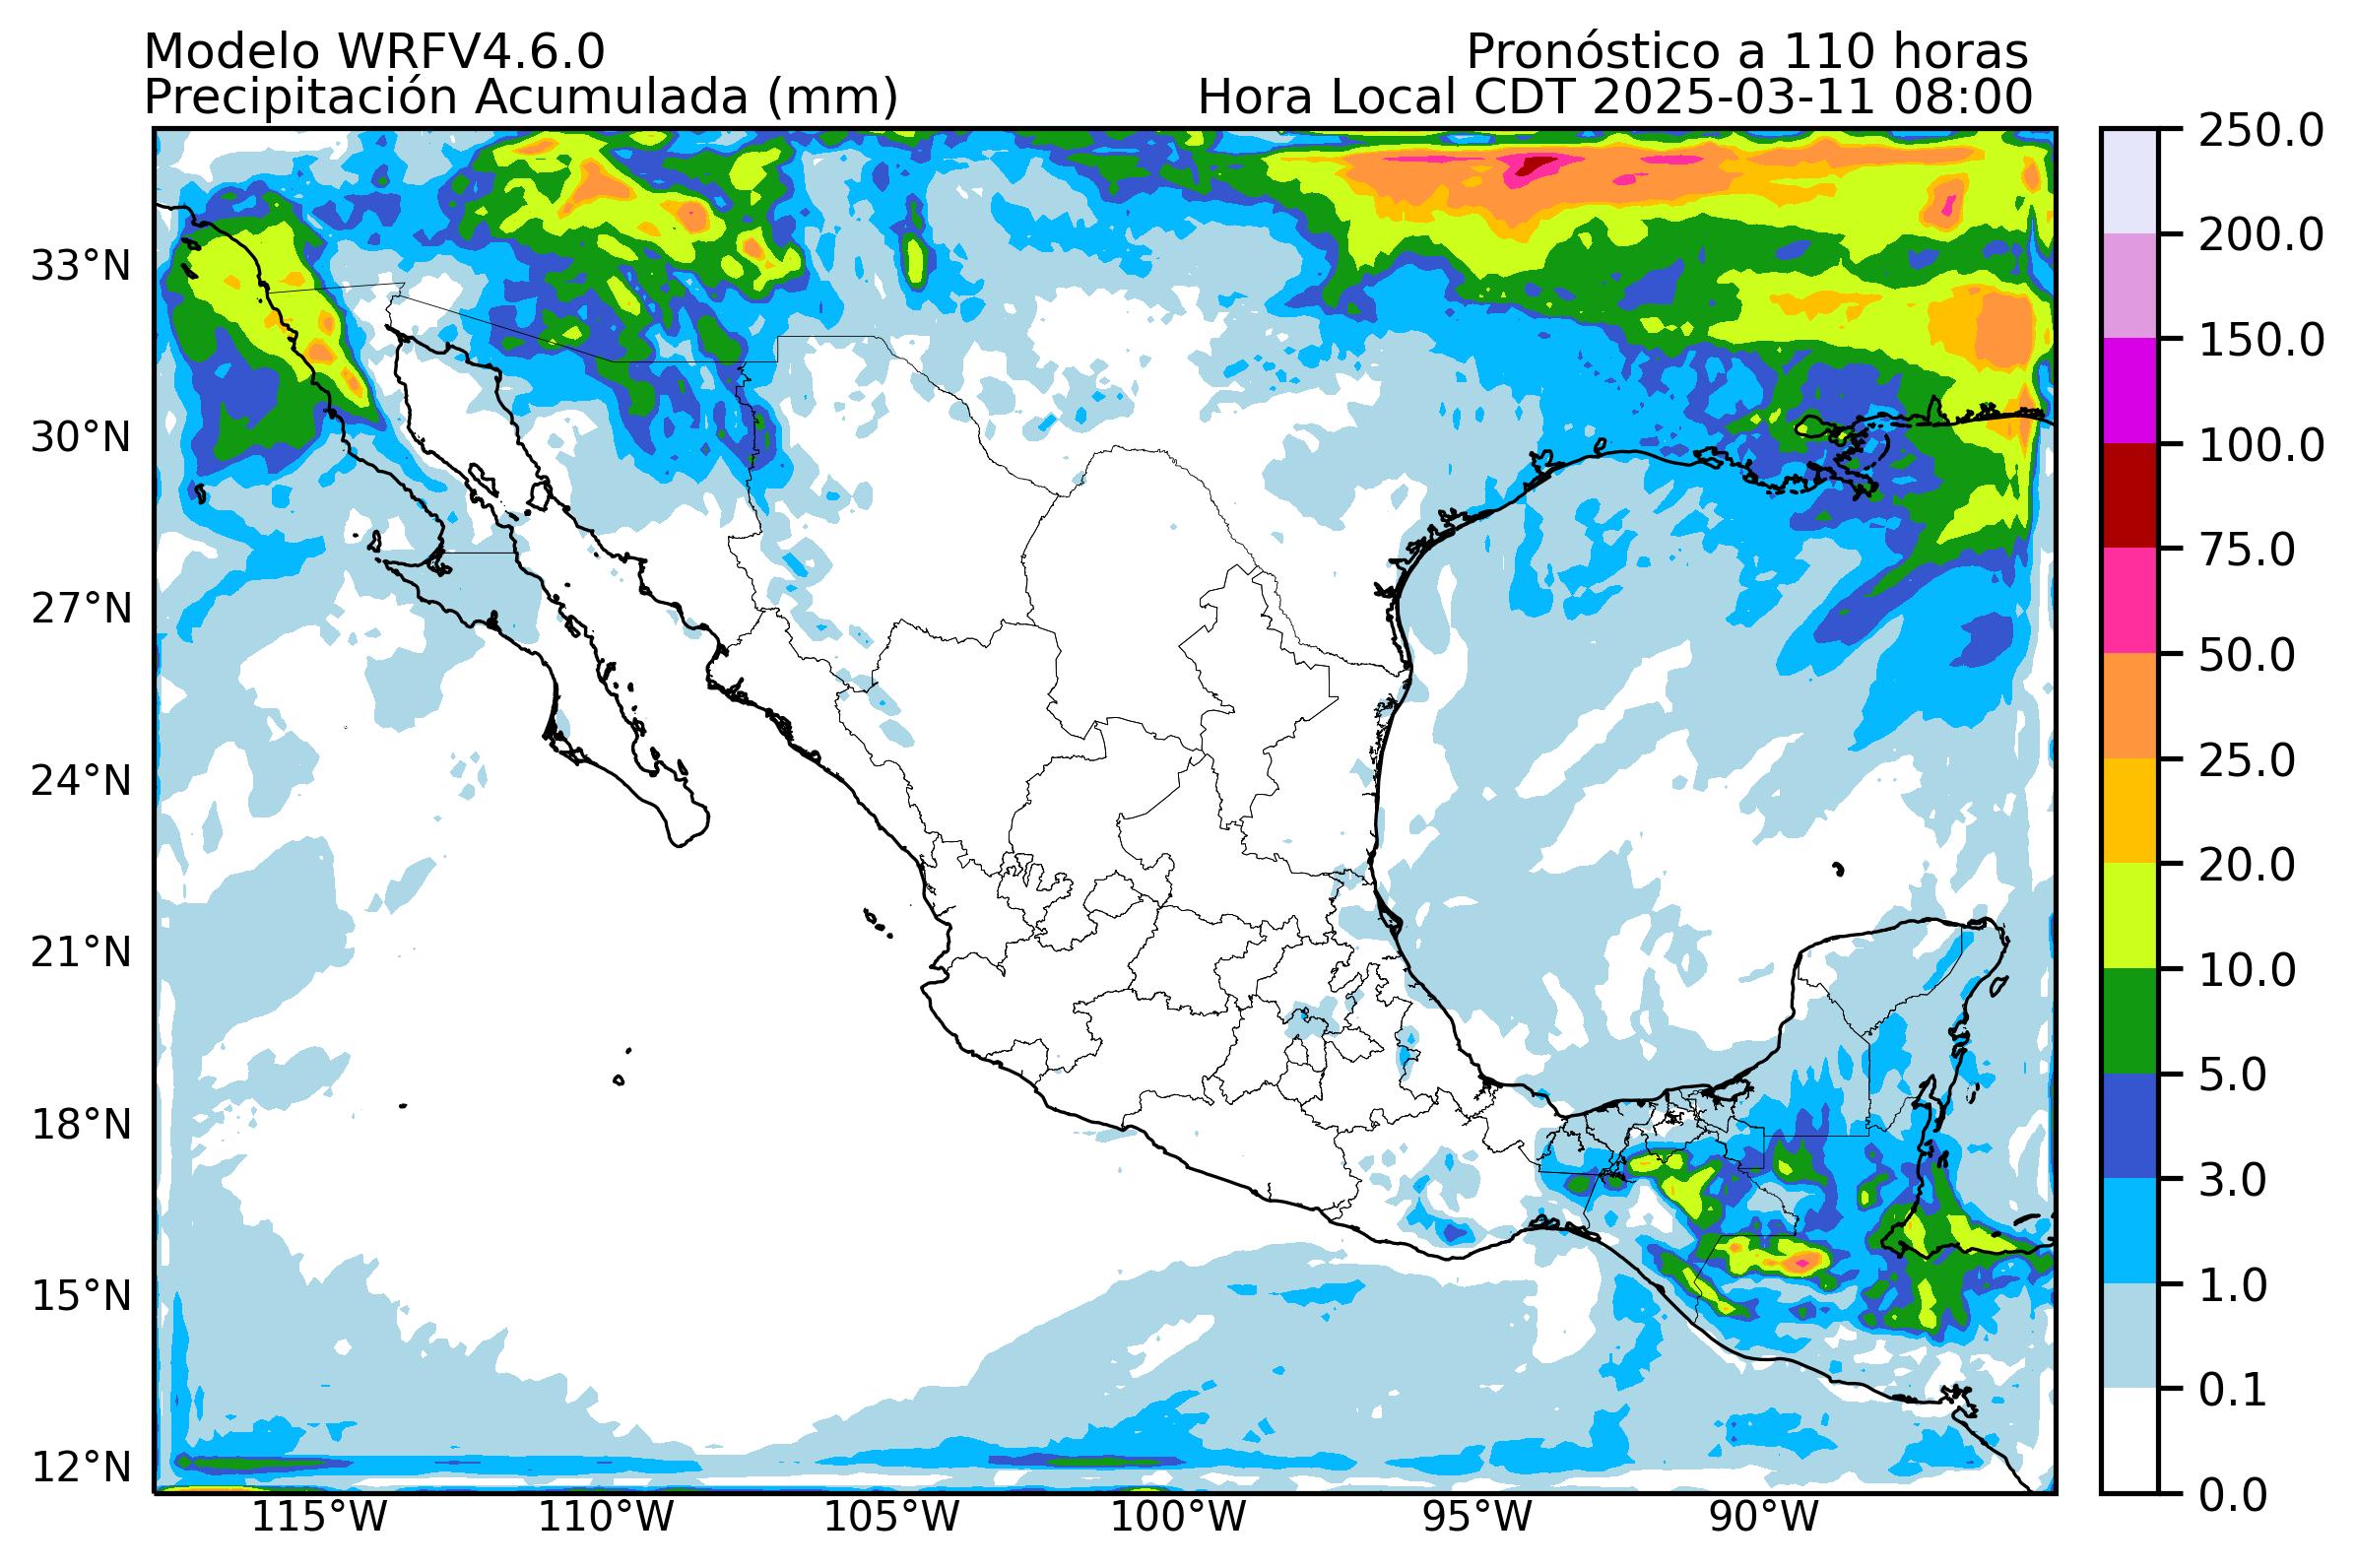 Modelo WRFV4.6.0
Pronóstico a 110 horas
Precipitación Acumulada (mm)
Hora Local CDT 2025-03-11 08:00
33°N
30°N
27°N
24°N
21°N
18°N
15°N
12°N
115°W
110°W
105°W
100°W
95°W
90°W
250.0
200.0
150.0
100.0
75.0
50.0
25.0
20.0
10.0
5.0
3.0
1.0
0.1
0.0